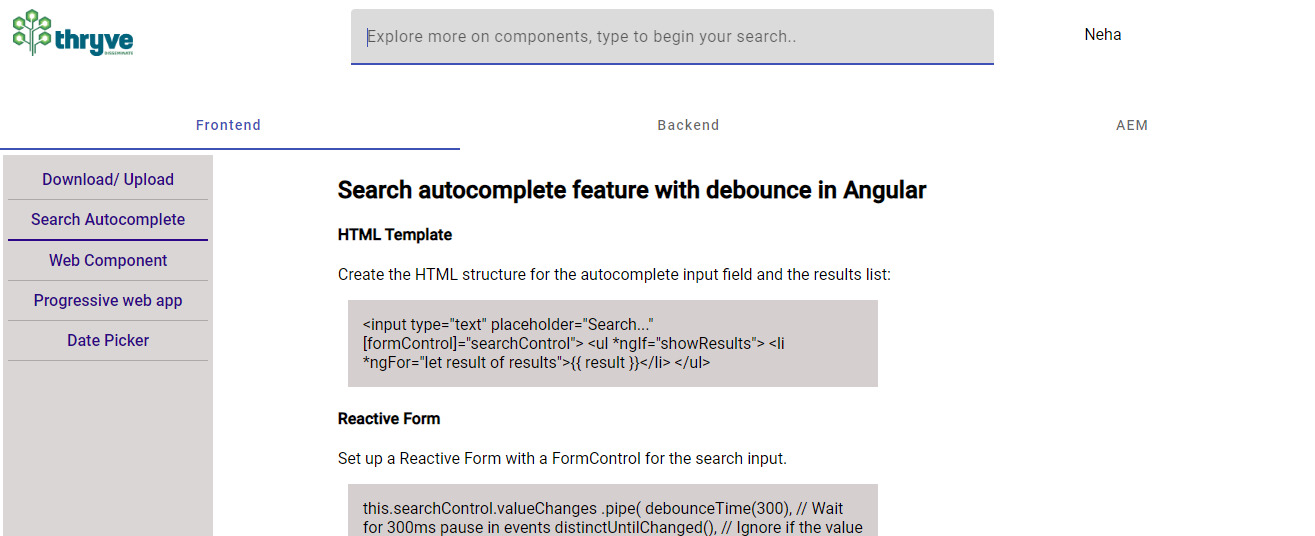 thryve
DISSEMINATE
Explore more on components, type to begin your search..
Neha
Frontend
Backend
AEM
Download/ Upload
Search Autocomplete
Web Component
Progressive web app
Date Picker
Search autocomplete feature with debounce in Angular
HTML Template
Create the HTML structure for the autocomplete input field and the results list:
<input type="text" placeholder="Search..."
[formControl]="searchControl"> <ul *ngIf="showResults"> <li
*ngFor="let result of results">{{ result }}</li> </ul>
Reactive Form
Set up a Reactive Form with a FormControl for the search input.
this.searchControl.valueChanges .pipe( debounceTime(300), // Wait
for 300ms pause in events distinctUntilChanged(), // Ignore if the value